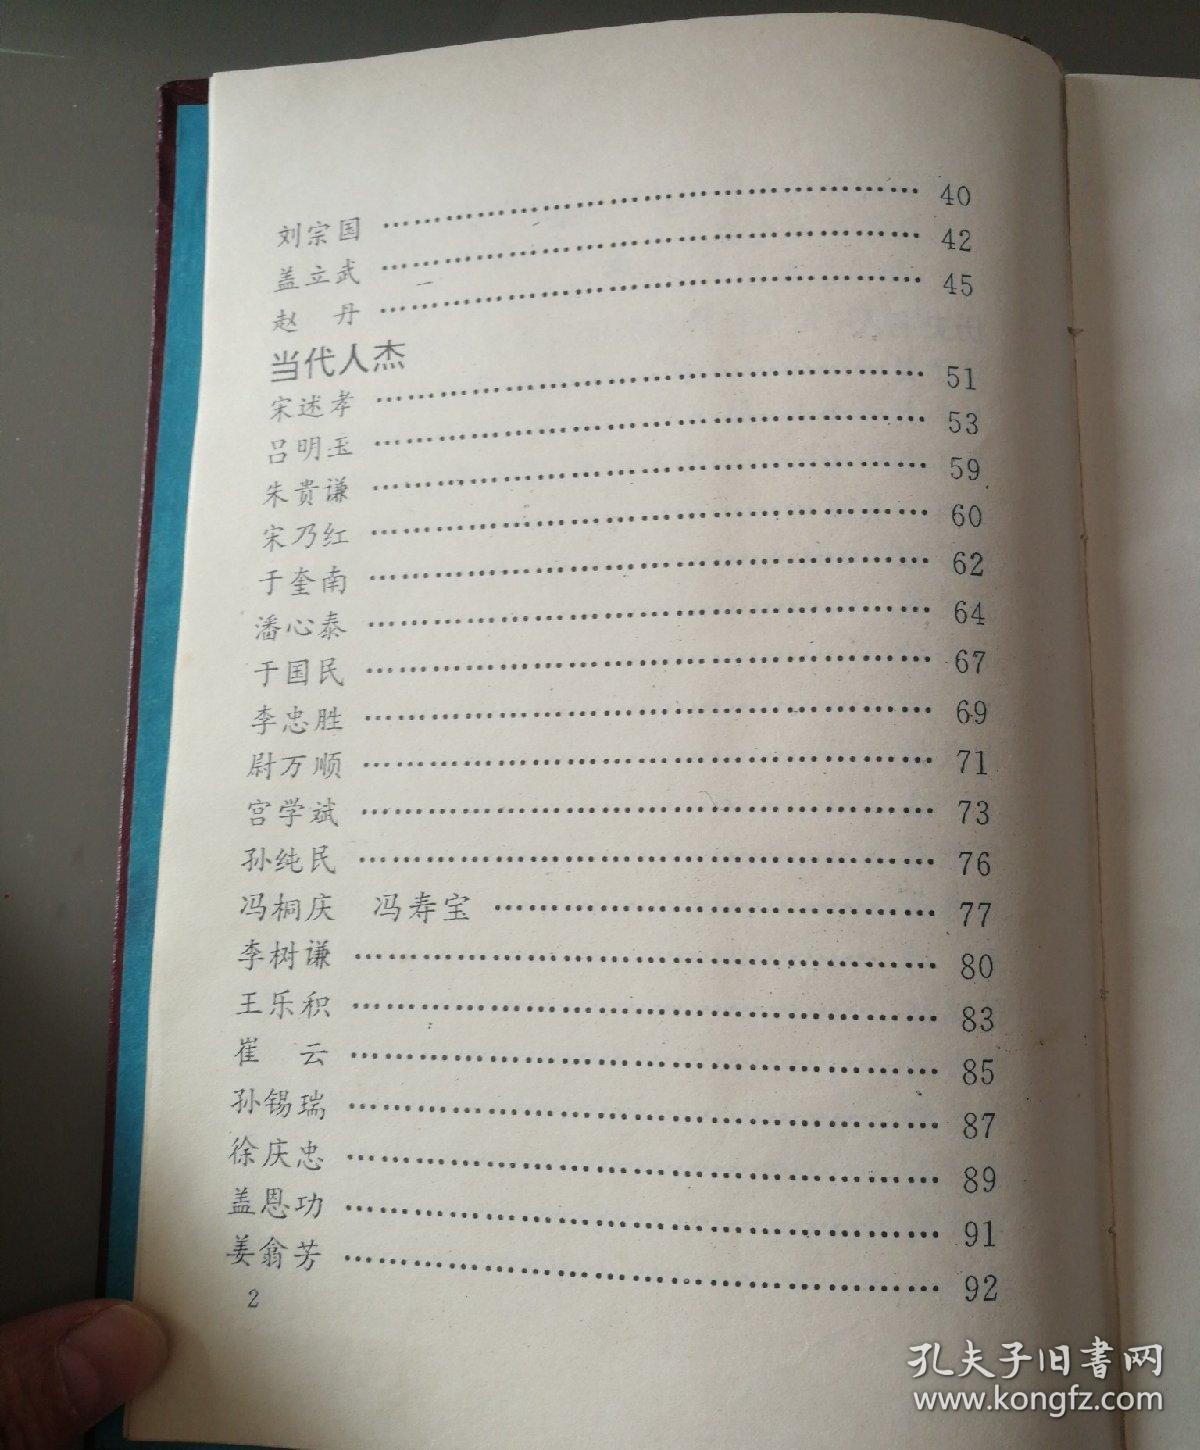 刘宗国 …… 40
盖立武 …… 42
赵　丹 …… 45
当代人杰
宋述孝 …… 51
吕明玉 …… 53
朱贵谦 …… 59
宋乃红 …… 60
于奎南 …… 62
潘心泰 …… 64
于国民 …… 67
李忠胜 …… 69
尉万顺 …… 71
宫学斌 …… 73
孙纯民 …… 76
冯桐庆　冯寿宝 …… 77
李树谦 …… 80
王乐积 …… 83
崔　云 …… 85
孙锡瑞 …… 87
徐庆忠 …… 89
盖恩功 …… 91
姜翕芳 …… 92
2
孔夫子旧书网
www.kongfz.com